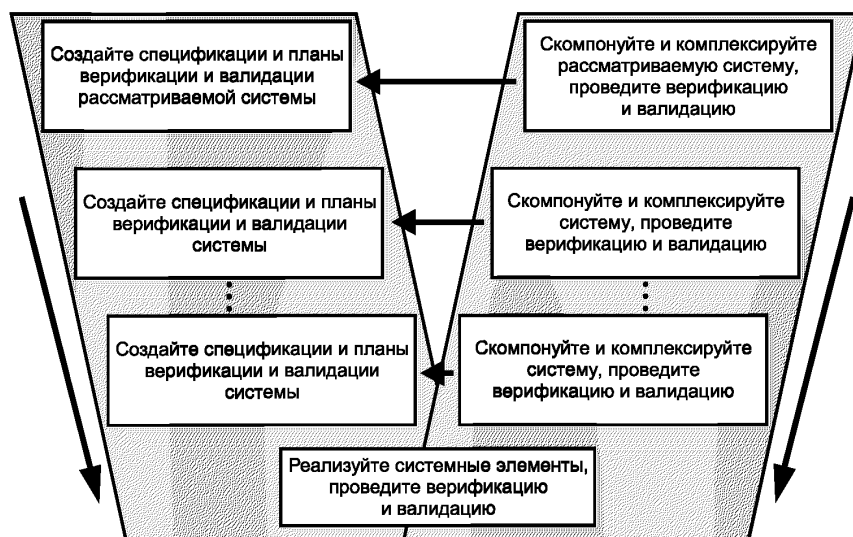 Создайте спецификации и планы
верификации и валидации
рассматриваемой системы
Скомпонуйте и комплексируйте
рассматриваемую систему,
проведите верификацию
и валидацию
Создайте спецификации и планы
верификации и валидации
системы
Скомпонуйте и комплексируйте
систему, проведите
верификацию и валидацию
Создайте спецификации и планы
верификации и валидации
системы
Скомпонуйте и комплексируйте
систему, проведите
верификацию и валидацию
Реализуйте системные элементы,
проведите верификацию
и валидацию